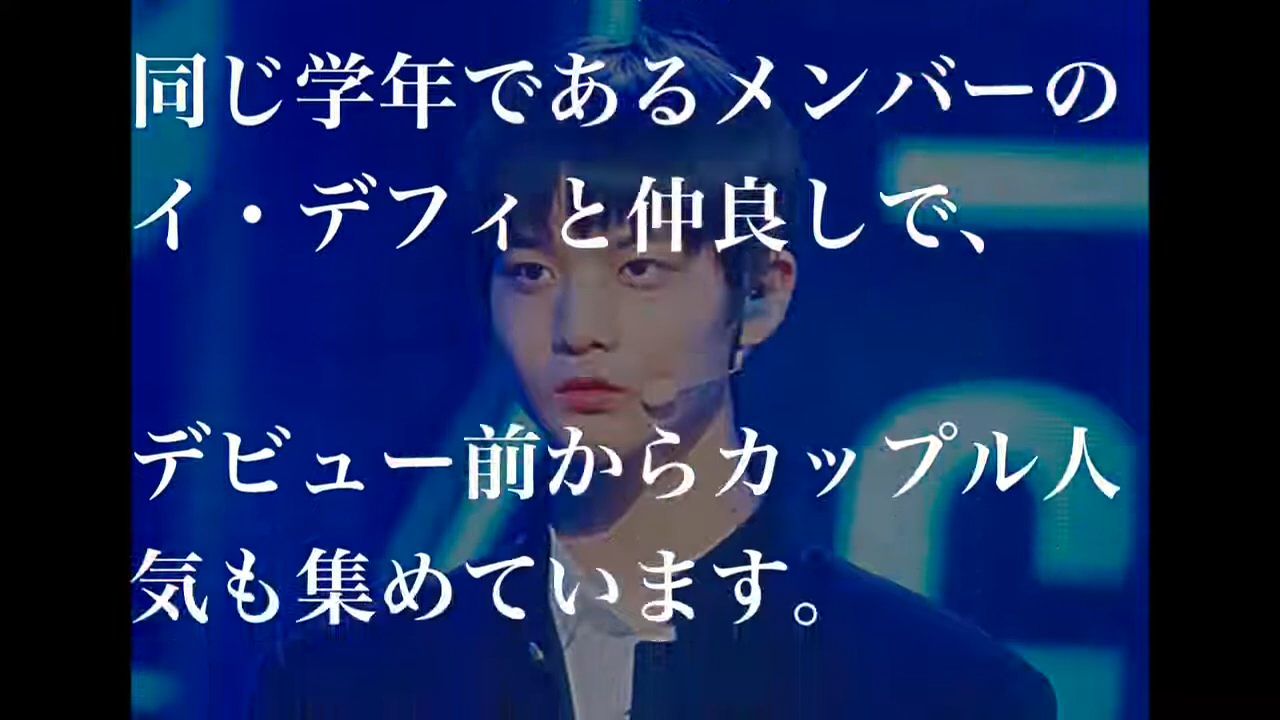 同じ学年であるメンバーの
イ・デフィと仲良しで、
デビュー前からカップル人
気も集めています。